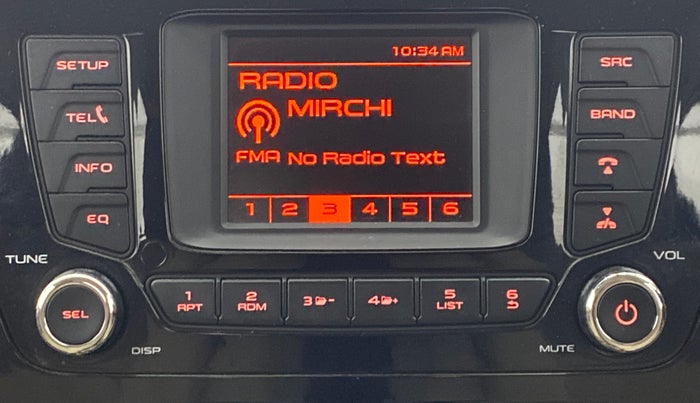 10:34 AM
RADIO
MIRCHI
FMA No Radio Text
1 2 3 4 5 6
SETUP
TEL
INFO
EQ
SRC
BAND
TUNE
SEL
DISP
1
RPT
2
RDM
3 -
4 +
5
LIST
6
VOL
MUTE